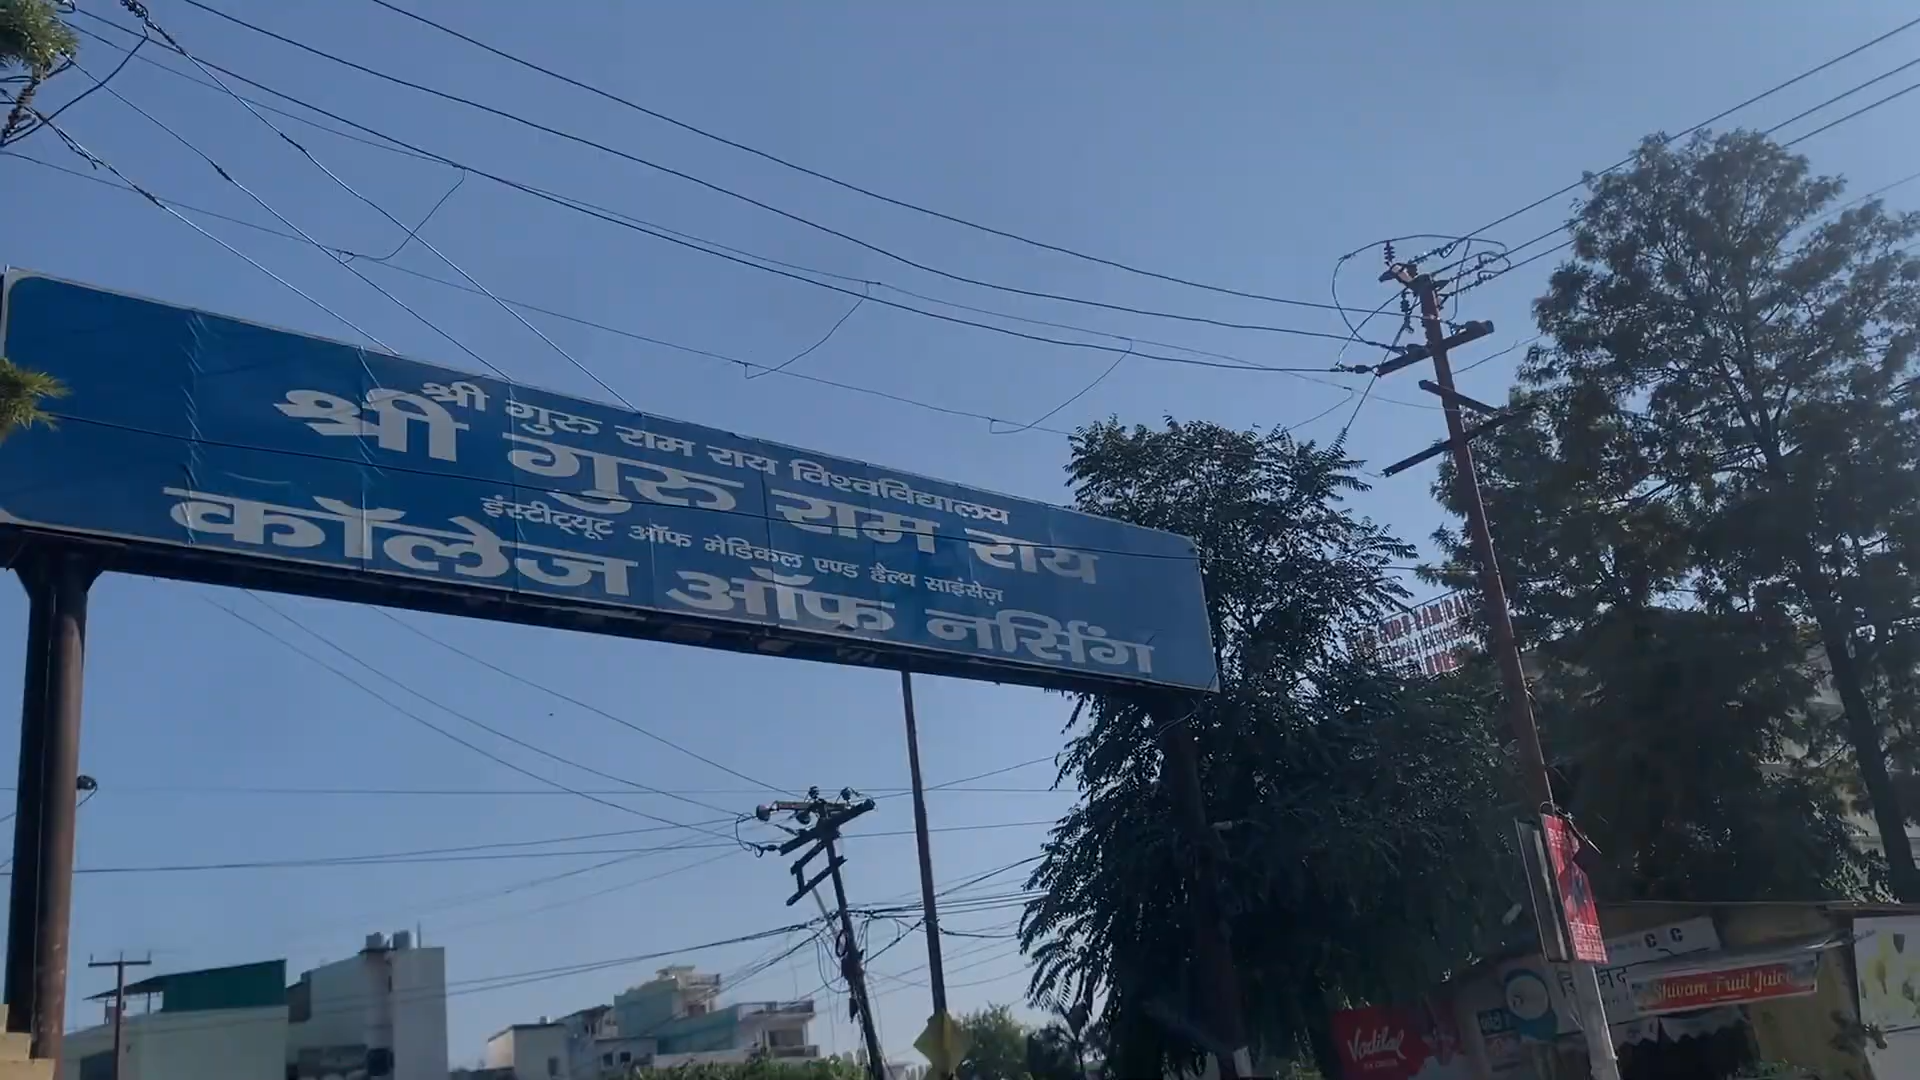 श्री गुरु राम राय विश्वविद्यालय
श्री गुरु राम राय
इंस्टीट्यूट ऑफ मेडिकल एण्ड हैल्थ साइंसेज़
कॉलेज ऑफ नर्सिंग
C C
Shivam Fruit Juice
Vadilal